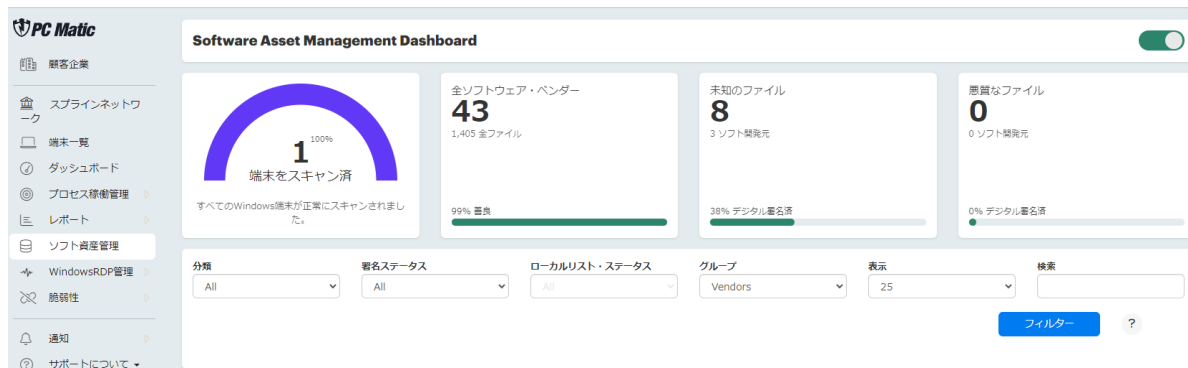 PC Matic
顧客企業
スプラインネットワ
ーク
端末一覧
ダッシュボード
プロセス稼働管理
レポート
ソフト資産管理
WindowsRDP管理
脆弱性
通知
サポートについて
Software Asset Management Dashboard
100%
1
端末をスキャン済
すべてのWindows端末が正常にスキャンされまし
た。
全ソフトウェア・ベンダー
43
1,405 全ファイル
99% 善良
未知のファイル
8
3 ソフト開発元
38% デジタル署名済
悪質なファイル
0
0 ソフト開発元
0% デジタル署名済
分類
All
署名ステータス
All
ローカルリスト・ステータス
All
グループ
Vendors
表示
25
検索
フィルター
?